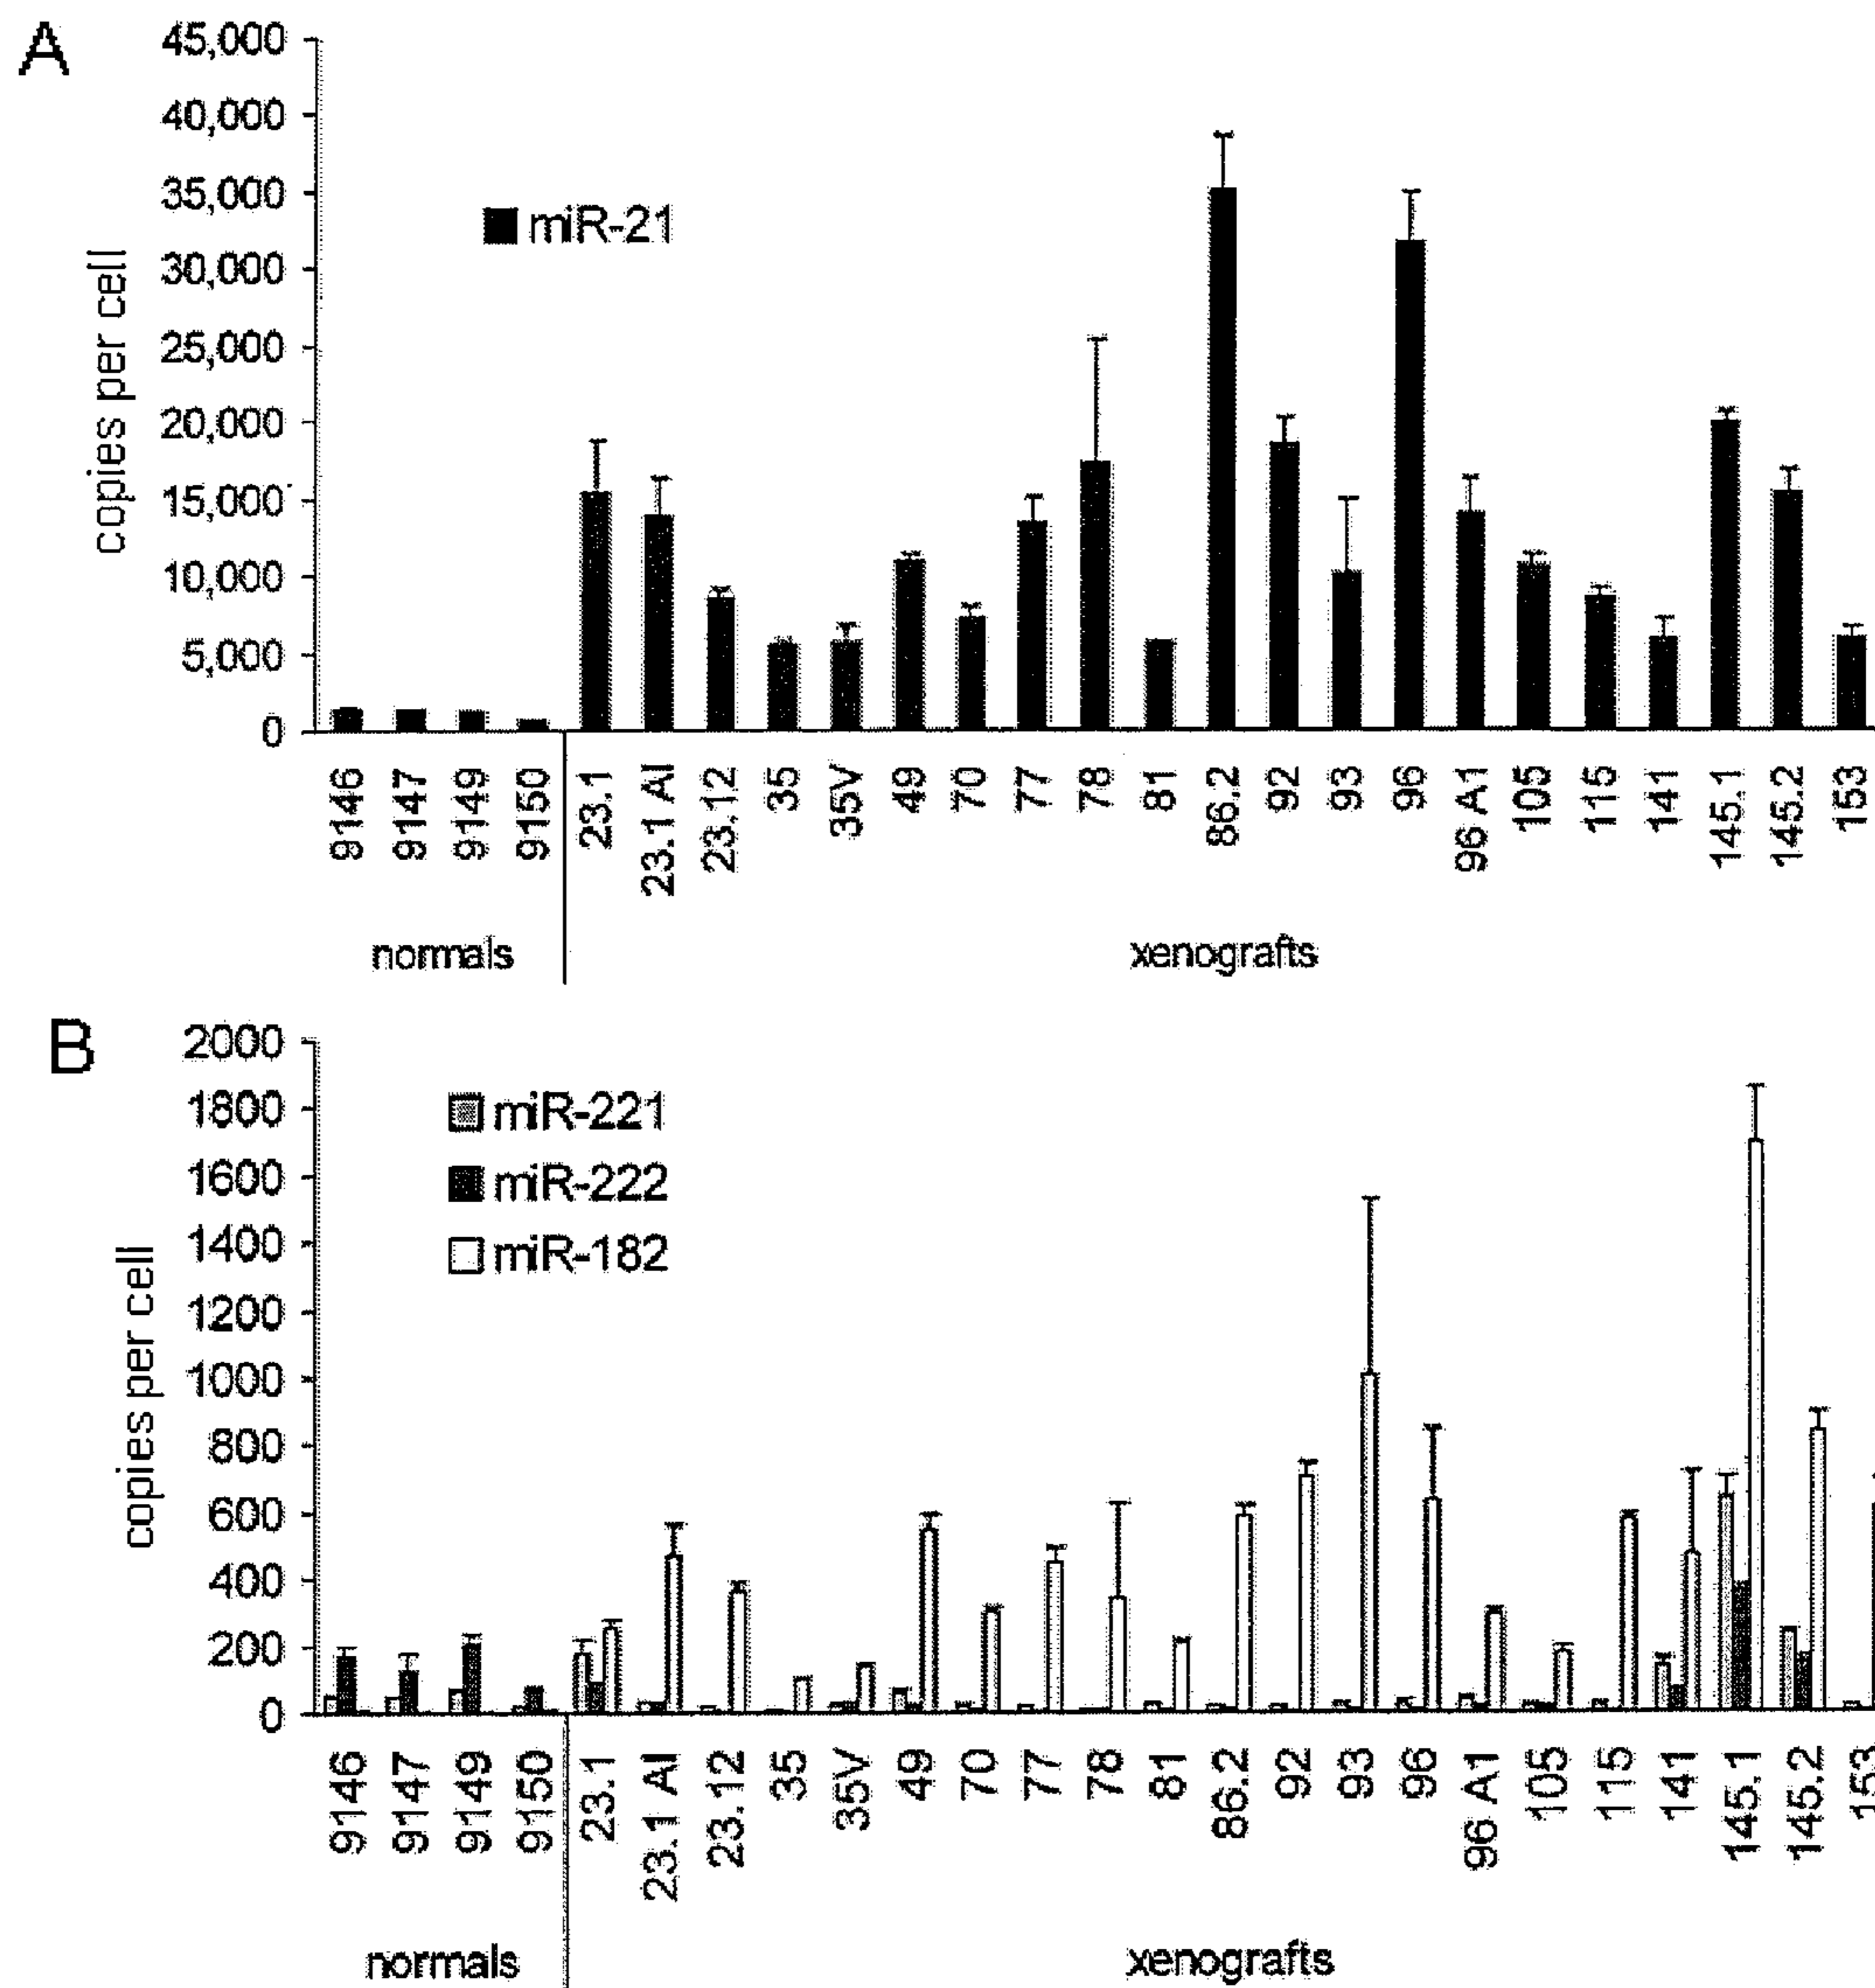 A
45,000
40,000
35,000
30,000
25,000
20,000
15,000
10,000
5,000
0
copies per cell
miR-21
9146 9147 9149 9150 23.1 23.1 AI 23.12 35 35V 49 70 77 78 81 86.2 92 93 96 96 A1 105 115 141 145.1 145.2 153
normals xenografts
B
2000
1800
1600
1400
1200
1000
800
600
400
200
0
copies per cell
miR-221
miR-222
miR-182
9146 9147 9149 9150 23.1 23.1 AI 23.12 35 35V 49 70 77 78 81 86.2 92 93 96 96 A1 105 115 141 145.1 145.2 153
normals xenografts